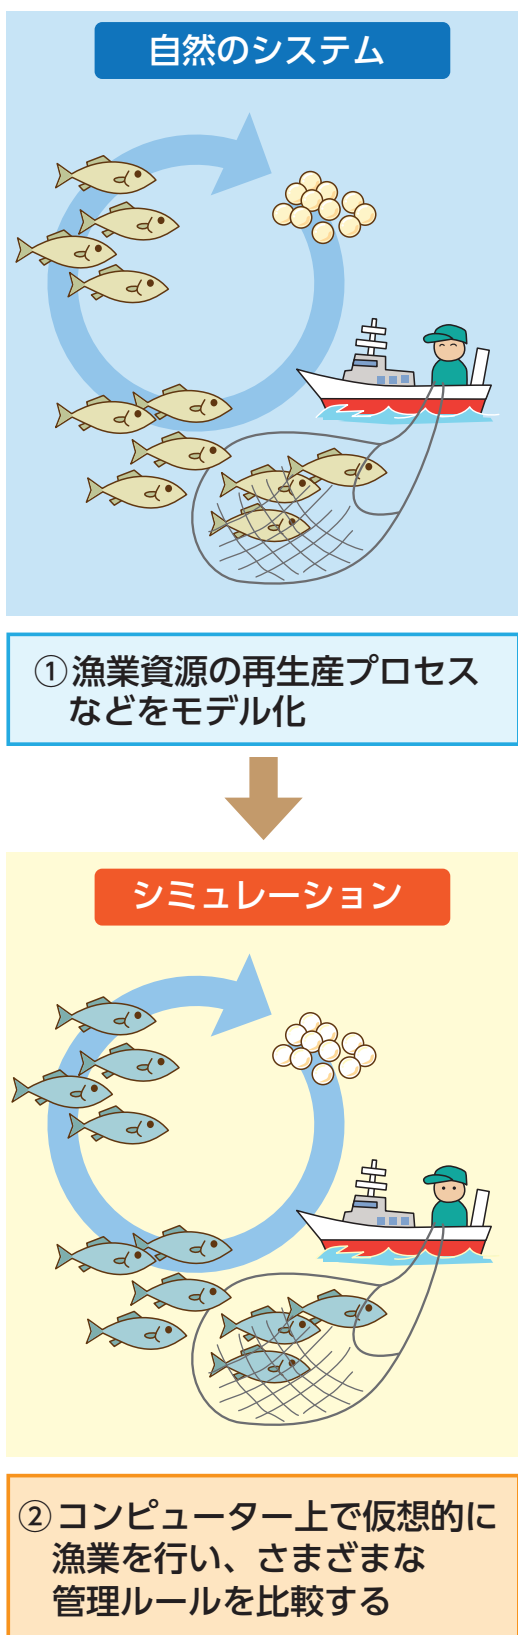 自然のシステム
①漁業資源の再生産プロセス
などをモデル化
シミュレーション
②コンピューター上で仮想的に
漁業を行い、さまざまな
管理ルールを比較する